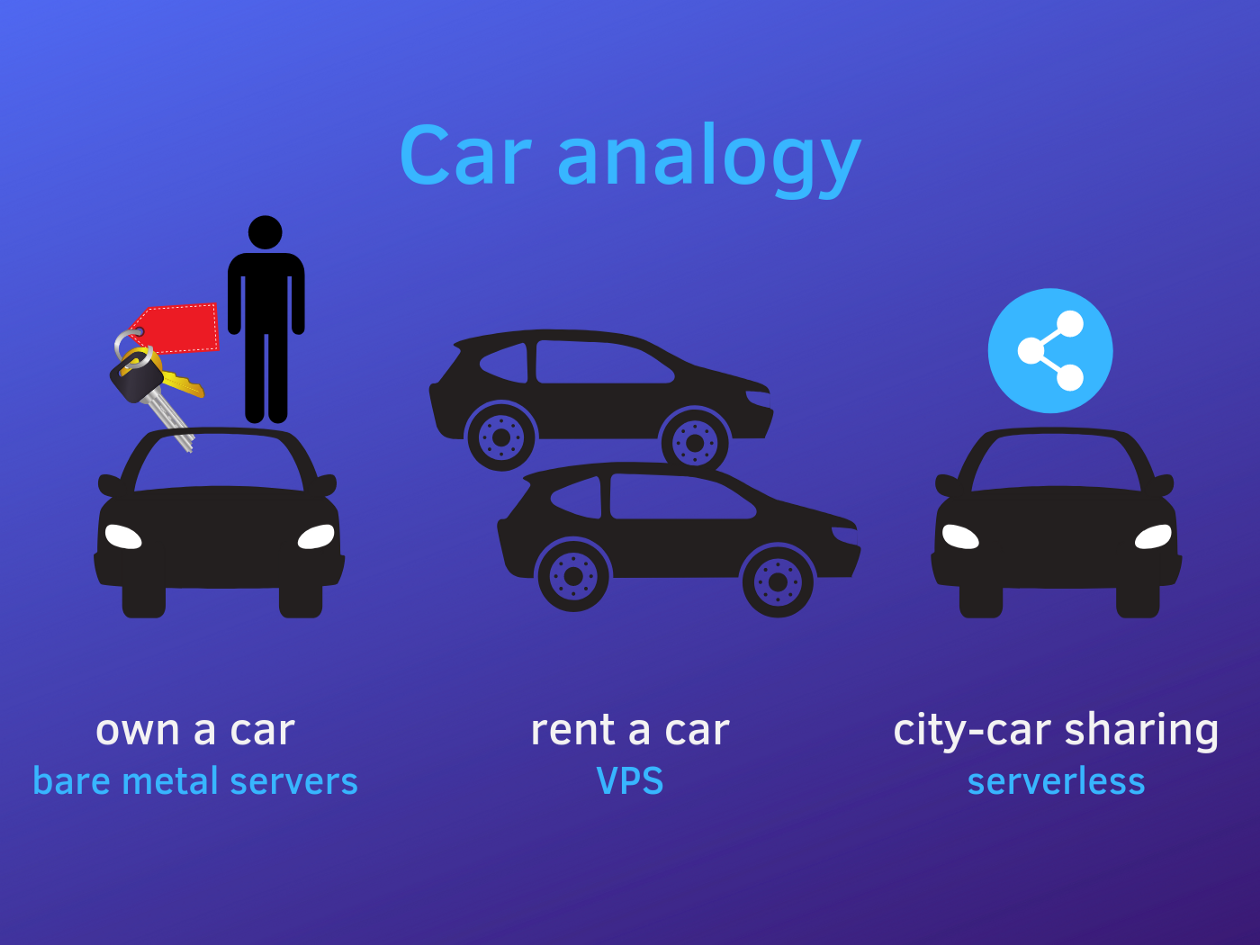 Car analogy
own a car
bare metal servers
rent a car
VPS
city-car sharing
serverless